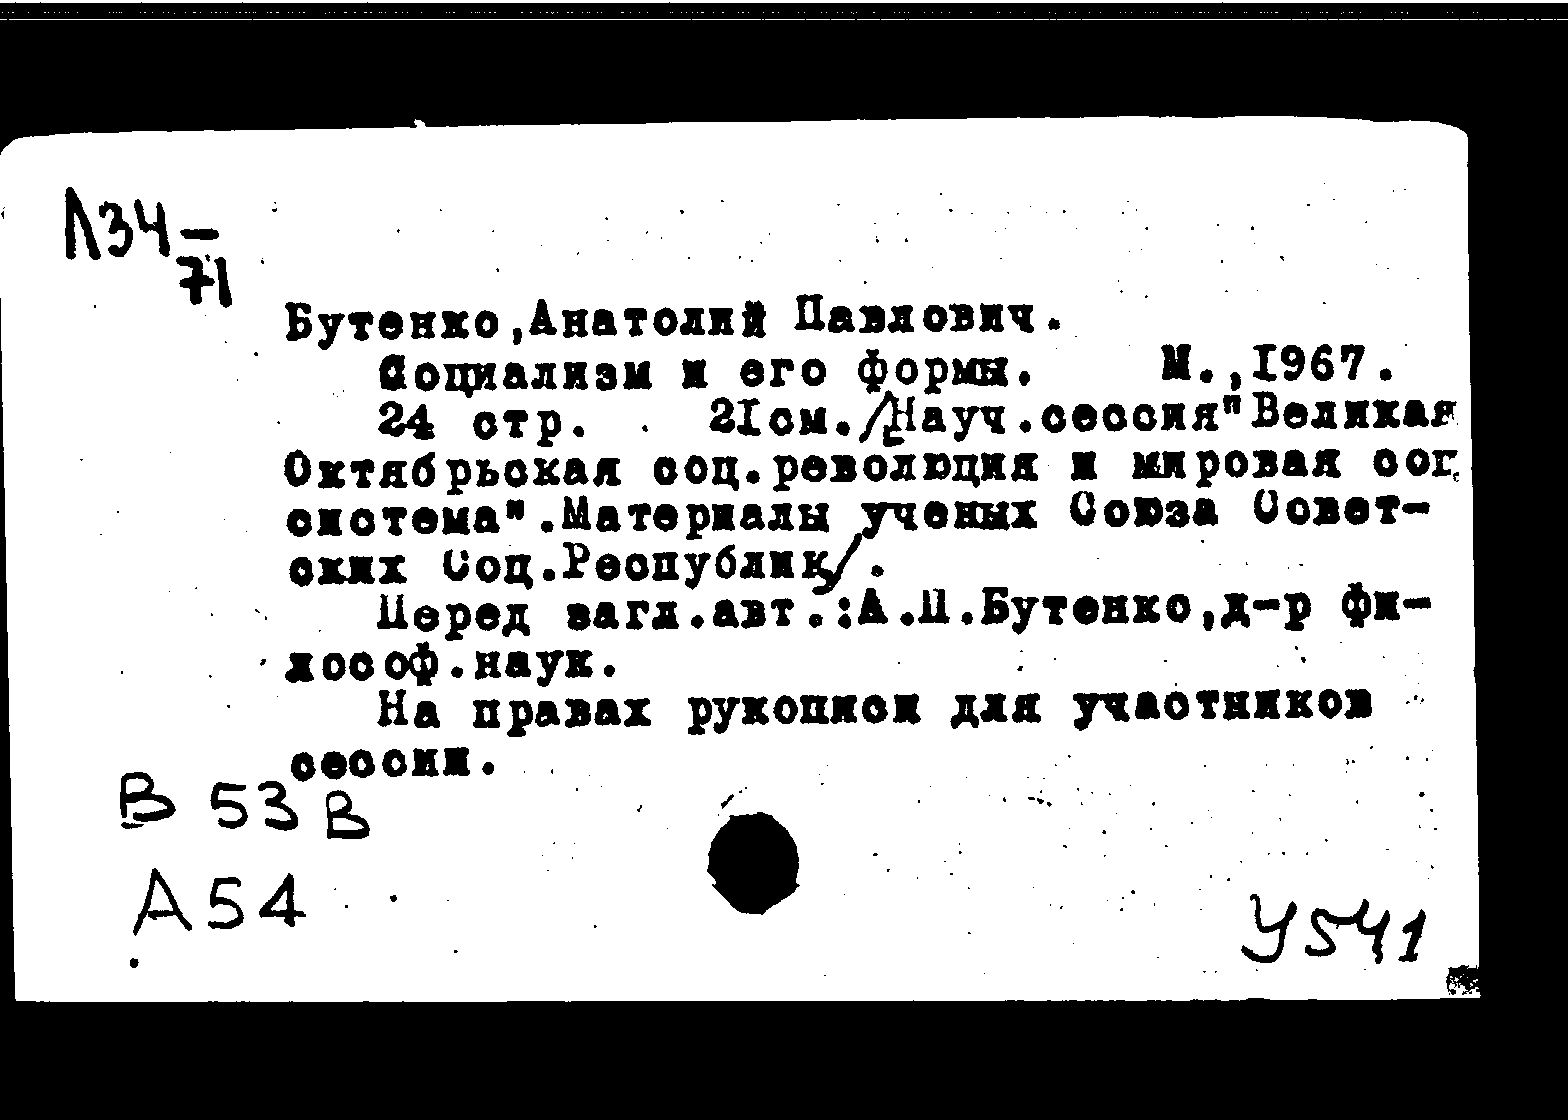 Л34-
71
Бутенко,Анатолий Павлович.
Социализм и его формы. М.,1967.
24 стр. 21см./Науч.сессия"Великая
Октябрьская соц.революция и мировая соц.
система".Материалы ученых Союза Совет-
ских Соц.Республик/.
Перед загл.авт.:А.П.Бутенко,д-р фи-
лософ.наук.
На правах рукописи для участников
сессии.
В 53 В
А54
У541